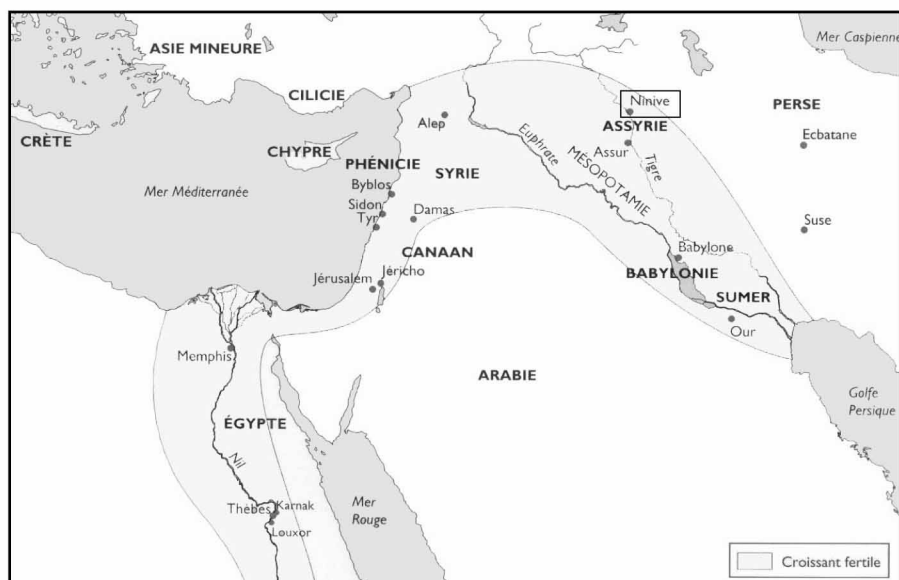 Mer Caspienne
ASIE MINEURE
CILICIE
Ninive
PERSE
CRÈTE
Alep
ASSYRIE
Ecbatane
CHYPRE
Euphrate
Assur
PHÉNICIE
MÉSOPOTAMIE
Tigre
SYRIE
Mer Méditerranée
Byblos
Sidon
Tyr
Damas
Suse
CANAAN
Babylone
Jérusalem
Jéricho
BABYLONIE
SUMER
Our
Memphis
ARABIE
Golfe
Persique
ÉGYPTE
Nil
Thèbes
Karnak
Louxor
Mer
Rouge
Croissant fertile